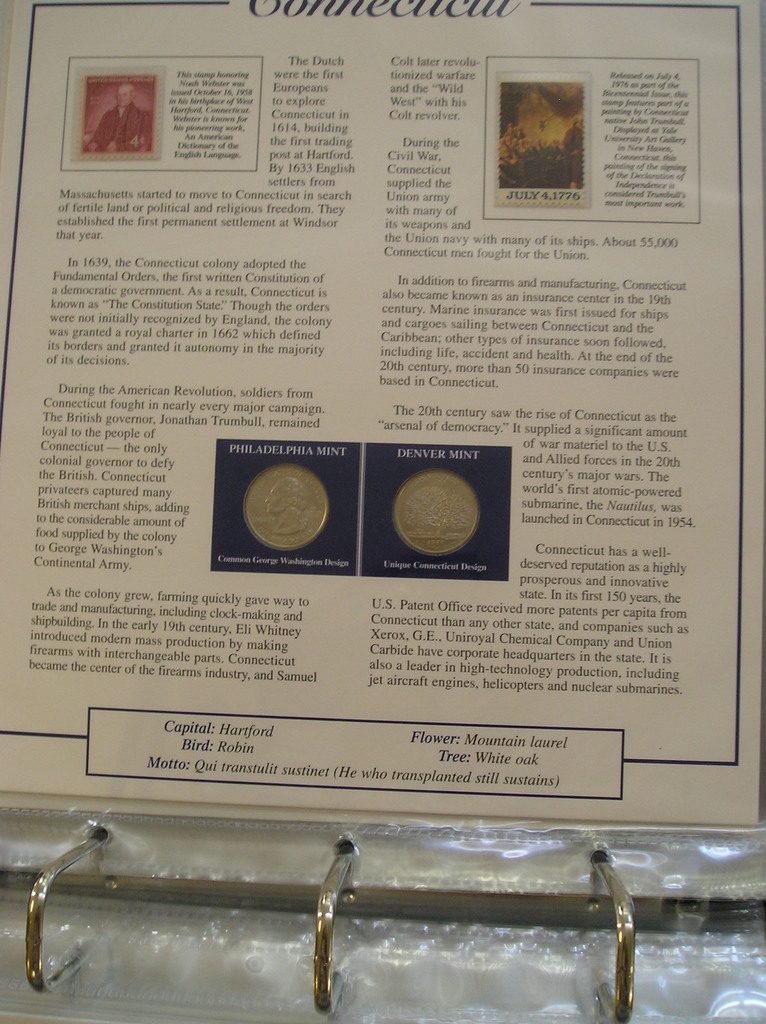 Connecticut
UNITED STATES POSTAGE
4¢
This stamp honoring
Noah Webster was
issued October 16, 1958
in his birthplace of West
Hartford, Connecticut.
Webster is known for
his pioneering work,
An American
Dictionary of the
English Language.
The Dutch
were the first
Europeans
to explore
Connecticut in
1614, building
the first trading
post at Hartford.
By 1633 English
settlers from
Massachusetts started to move to Connecticut in search
of fertile land or political and religious freedom. They
established the first permanent settlement at Windsor
that year.
In 1639, the Connecticut colony adopted the
Fundamental Orders, the first written Constitution of
a democratic government. As a result, Connecticut is
known as "The Constitution State." Though the orders
were not initially recognized by England, the colony
was granted a royal charter in 1662 which defined
its borders and granted it autonomy in the majority
of its decisions.
During the American Revolution, soldiers from
Connecticut fought in nearly every major campaign.
The British governor, Jonathan Trumbull, remained
loyal to the people of
Connecticut — the only
colonial governor to defy
the British. Connecticut
privateers captured many
British merchant ships, adding
to the considerable amount of
food supplied by the colony
to George Washington's
Continental Army.
As the colony grew, farming quickly gave way to
trade and manufacturing, including clock-making and
shipbuilding. In the early 19th century, Eli Whitney
introduced modern mass production by making
firearms with interchangeable parts. Connecticut
became the center of the firearms industry, and Samuel
Colt later revolu-
tionized warfare
and the "Wild
West" with his
Colt revolver.
JULY 4,1776
Released on July 4,
1976 as part of the
Bicentennial Issue, this
stamp features part of a
painting by Connecticut
native John Trumbull.
Displayed at Yale
University Art Gallery
in New Haven,
Connecticut, this
painting of the signing
of the Declaration of
Independence is
considered Trumbull's
most important work.
During the
Civil War,
Connecticut
supplied the
Union army
with many of
its weapons and
the Union navy with many of its ships. About 55,000
Connecticut men fought for the Union.
In addition to firearms and manufacturing, Connecticut
also became known as an insurance center in the 19th
century. Marine insurance was first issued for ships
and cargoes sailing between Connecticut and the
Caribbean; other types of insurance soon followed,
including life, accident and health. At the end of the
20th century, more than 50 insurance companies were
based in Connecticut.
The 20th century saw the rise of Connecticut as the
"arsenal of democracy." It supplied a significant amount
of war materiel to the U.S.
and Allied forces in the 20th
century's major wars. The
world's first atomic-powered
submarine, the Nautilus, was
launched in Connecticut in 1954.
Connecticut has a well-
deserved reputation as a highly
prosperous and innovative
state. In its first 150 years, the
U.S. Patent Office received more patents per capita from
Connecticut than any other state, and companies such as
Xerox, G.E., Uniroyal Chemical Company and Union
Carbide have corporate headquarters in the state. It is
also a leader in high-technology production, including
jet aircraft engines, helicopters and nuclear submarines.
PHILADELPHIA MINT
Common George Washington Design
DENVER MINT
Unique Connecticut Design
Capital: Hartford
Bird: Robin
Flower: Mountain laurel
Tree: White oak
Motto: Qui transtulit sustinet (He who transplanted still sustains)